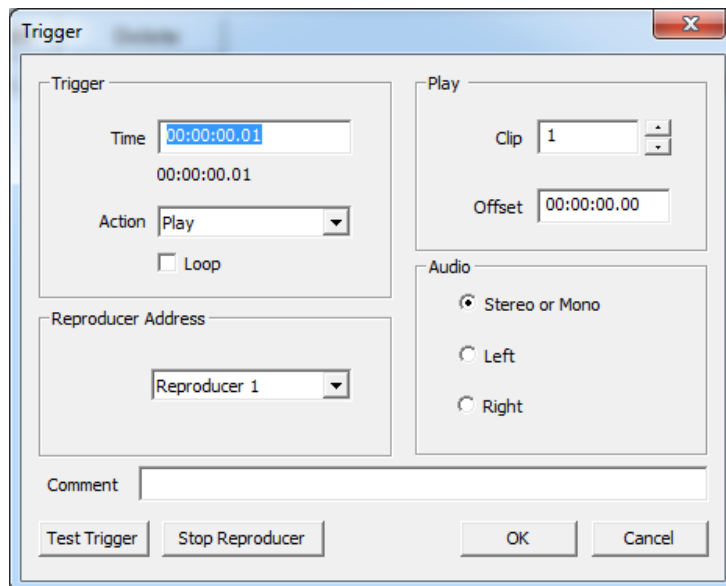 Trigger
Trigger
Time 00:00:00.01
00:00:00.01
Action Play
Loop
Reproducer Address
Reproducer 1
Play
Clip 1
Offset 00:00:00.00
Audio
Stereo or Mono
Left
Right
Comment
Test Trigger Stop Reproducer OK Cancel